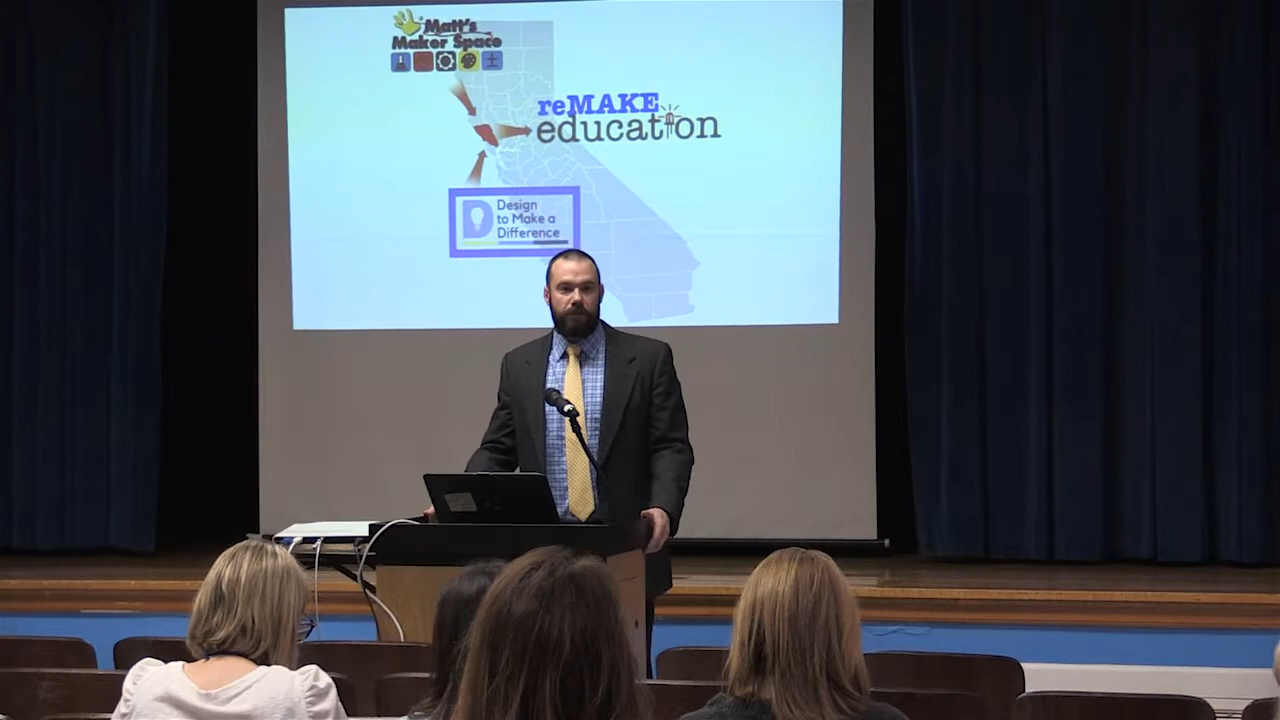 Matt's
Maker Space
reMAKE
education
D Design
to Make a
Difference